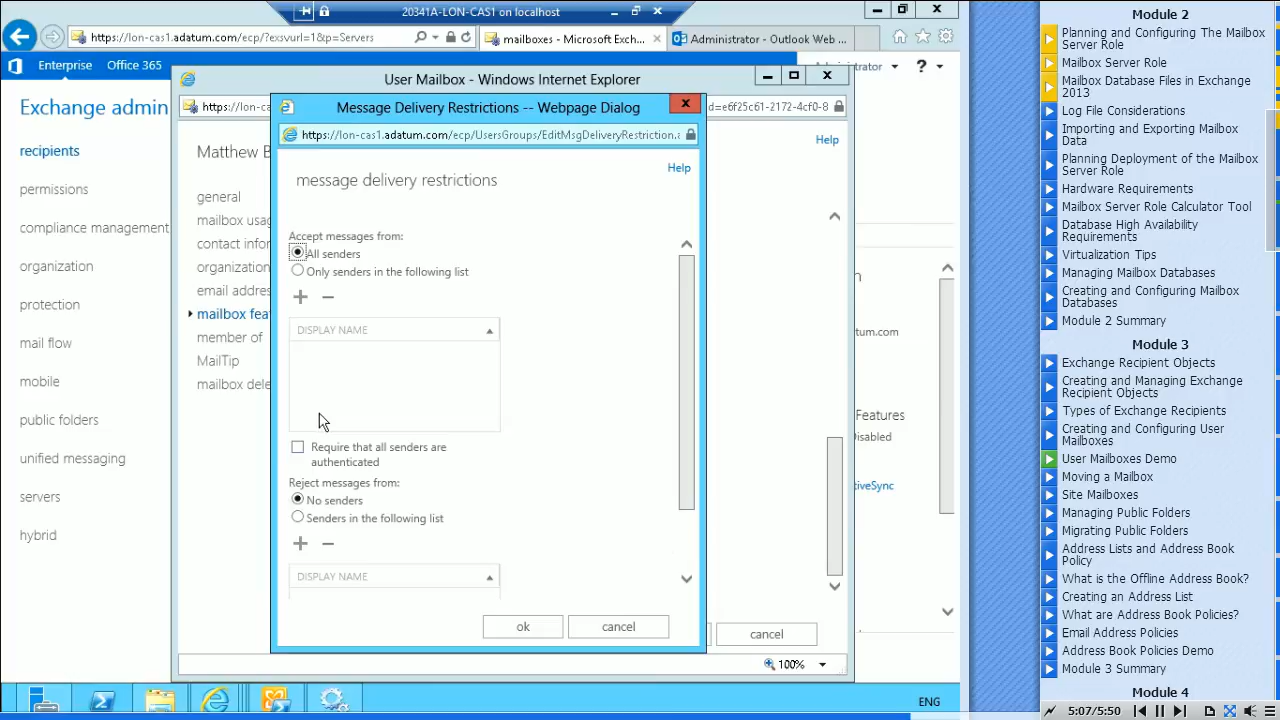 20341A-LON-CAS1 on localhost
https://lon-cas1.adatum.com/ecp/?exsvurl=1&p=Servers
mailboxes - Microsoft Exch...
Administrator - Outlook Web ...
Enterprise
Office 365
?
Exchange admin
recipients
permissions
compliance management
organization
protection
mail flow
mobile
public folders
unified messaging
servers
hybrid
User Mailbox - Windows Internet Explorer
https://lon-
d=e6f25c61-2172-4cf0-8
Help
Matthew B
general
mailbox usag
contact infor
organization
email addres
mailbox feat
member of
MailTip
mailbox dele
cancel
100%
Message Delivery Restrictions -- Webpage Dialog
https://lon-cas1.adatum.com/ecp/UsersGroups/EditMsgDeliveryRestriction.a
Help
message delivery restrictions
Accept messages from:
All senders
Only senders in the following list
DISPLAY NAME
Require that all senders are
authenticated
Reject messages from:
No senders
Senders in the following list
DISPLAY NAME
ok
cancel
tum.com
Features
Disabled
tiveSync
ENG
Module 2
Planning and Configuring The Mailbox
Server Role
Mailbox Server Role
Mailbox Database Files in Exchange
2013
Log File Considerations
Importing and Exporting Mailbox
Data
Planning Deployment of the Mailbox
Server Role
Hardware Requirements
Mailbox Server Role Calculator Tool
Database High Availability
Requirements
Virtualization Tips
Managing Mailbox Databases
Creating and Configuring Mailbox
Databases
Module 2 Summary
Module 3
Exchange Recipient Objects
Creating and Managing Exchange
Recipient Objects
Types of Exchange Recipients
Creating and Configuring User
Mailboxes
User Mailboxes Demo
Moving a Mailbox
Site Mailboxes
Managing Public Folders
Migrating Public Folders
Address Lists and Address Book
Policy
What is the Offline Address Book?
Creating an Address List
What are Address Book Policies?
Email Address Policies
Address Book Policies Demo
Module 3 Summary
Module 4
5:07/5:50